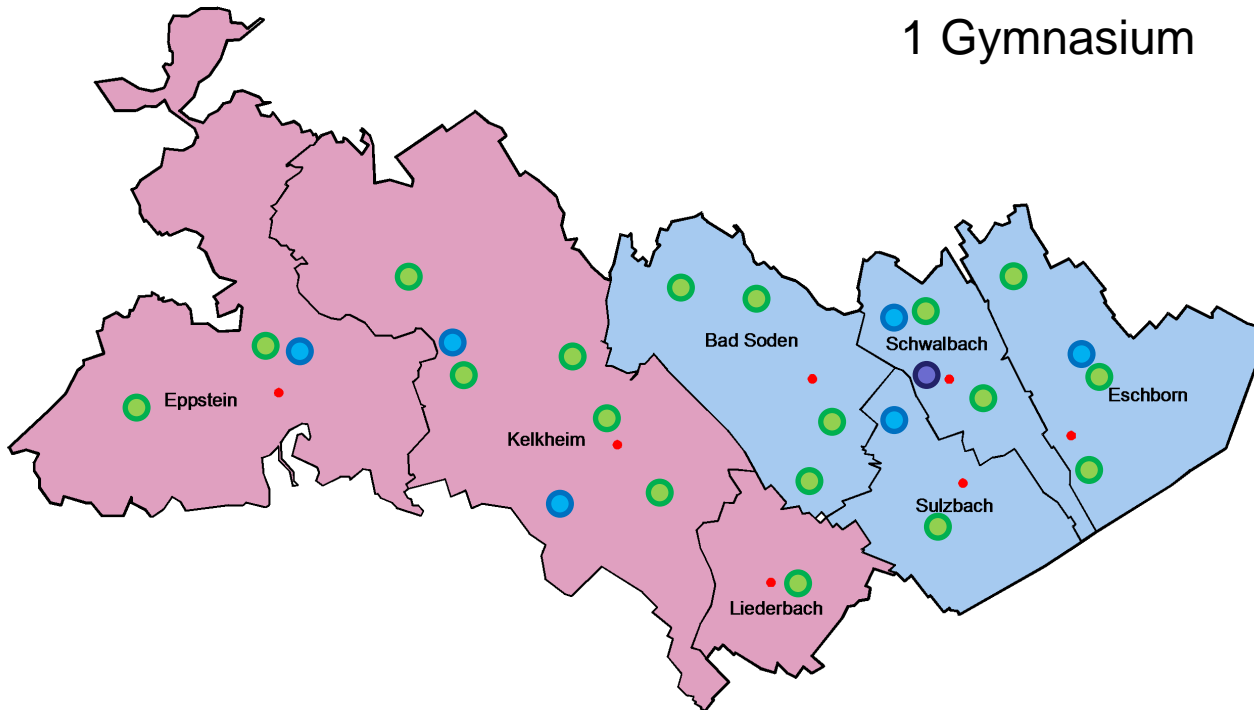 1 Gymnasium
Bad Soden
Schwalbach
Eschborn
Eppstein
Kelkheim
Sulzbach
Liederbach